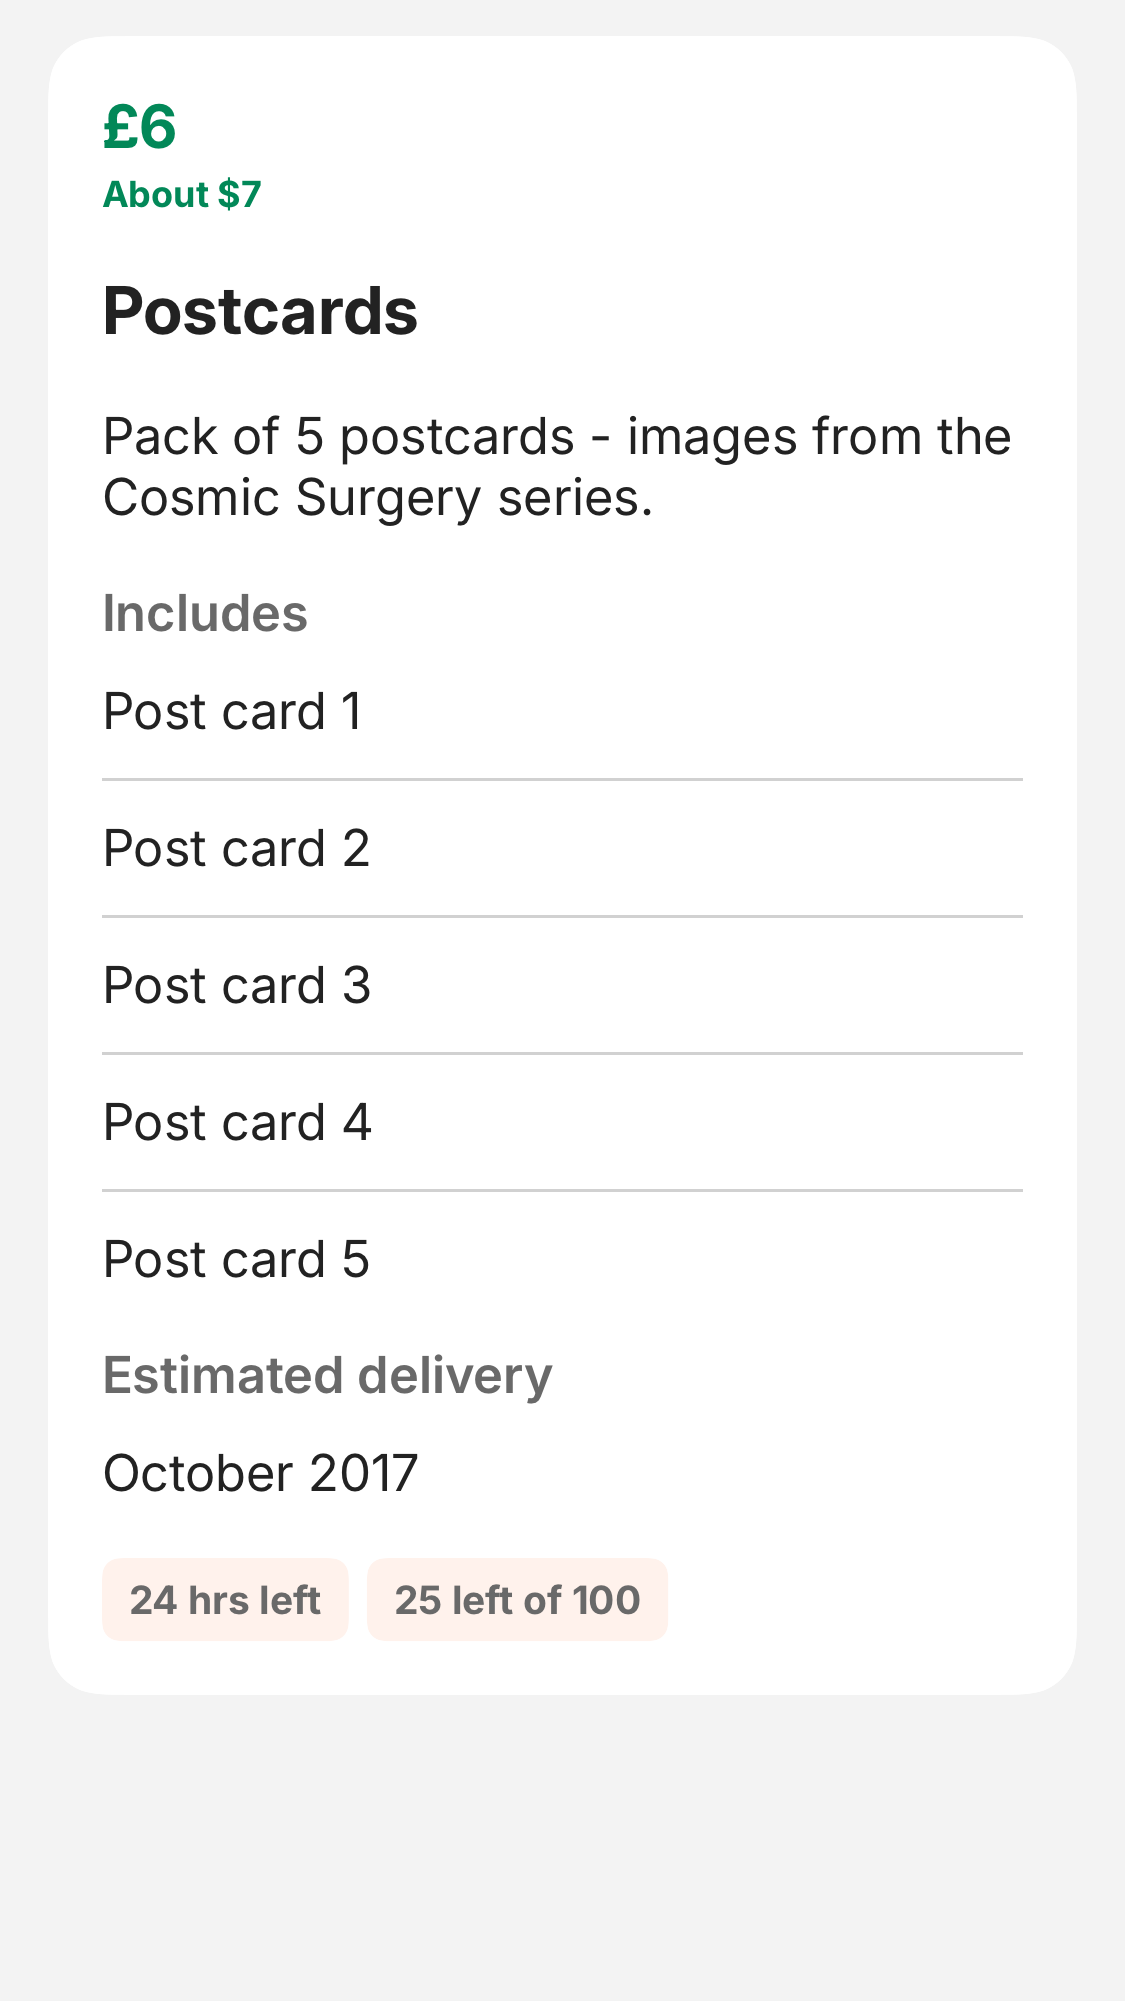 £6
About $7
Postcards
Pack of 5 postcards - images from the
Cosmic Surgery series.
Includes
Post card 1
Post card 2
Post card 3
Post card 4
Post card 5
Estimated delivery
October 2017
24 hrs left
25 left of 100